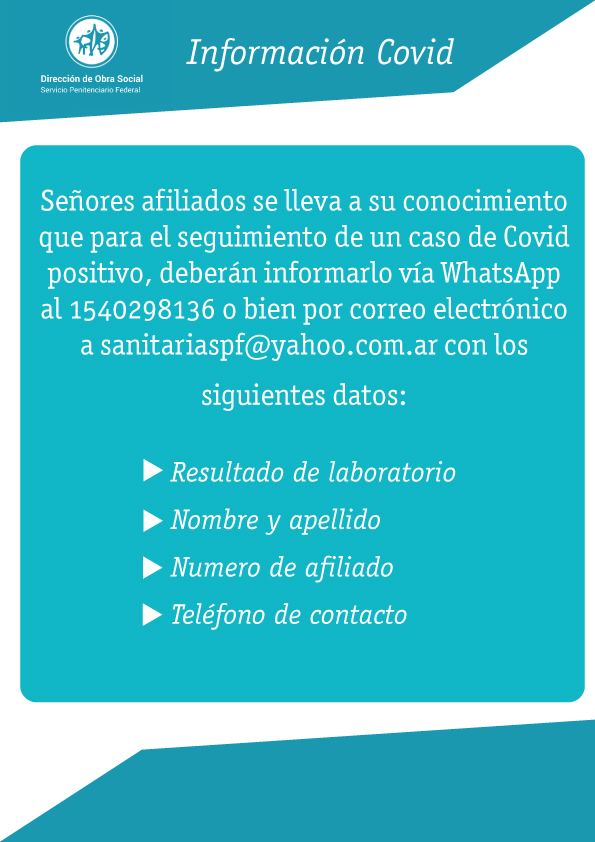 Dirección de Obra Social
Servicio Penitenciario Federal
Información Covid
Señores afiliados se lleva a su conocimiento
que para el seguimiento de un caso de Covid
positivo, deberán informarlo vía WhatsApp
al 1540298136 o bien por correo electrónico
a sanitariaspf@yahoo.com.ar con los
siguientes datos:
Resultado de laboratorio
Nombre y apellido
Numero de afiliado
Teléfono de contacto